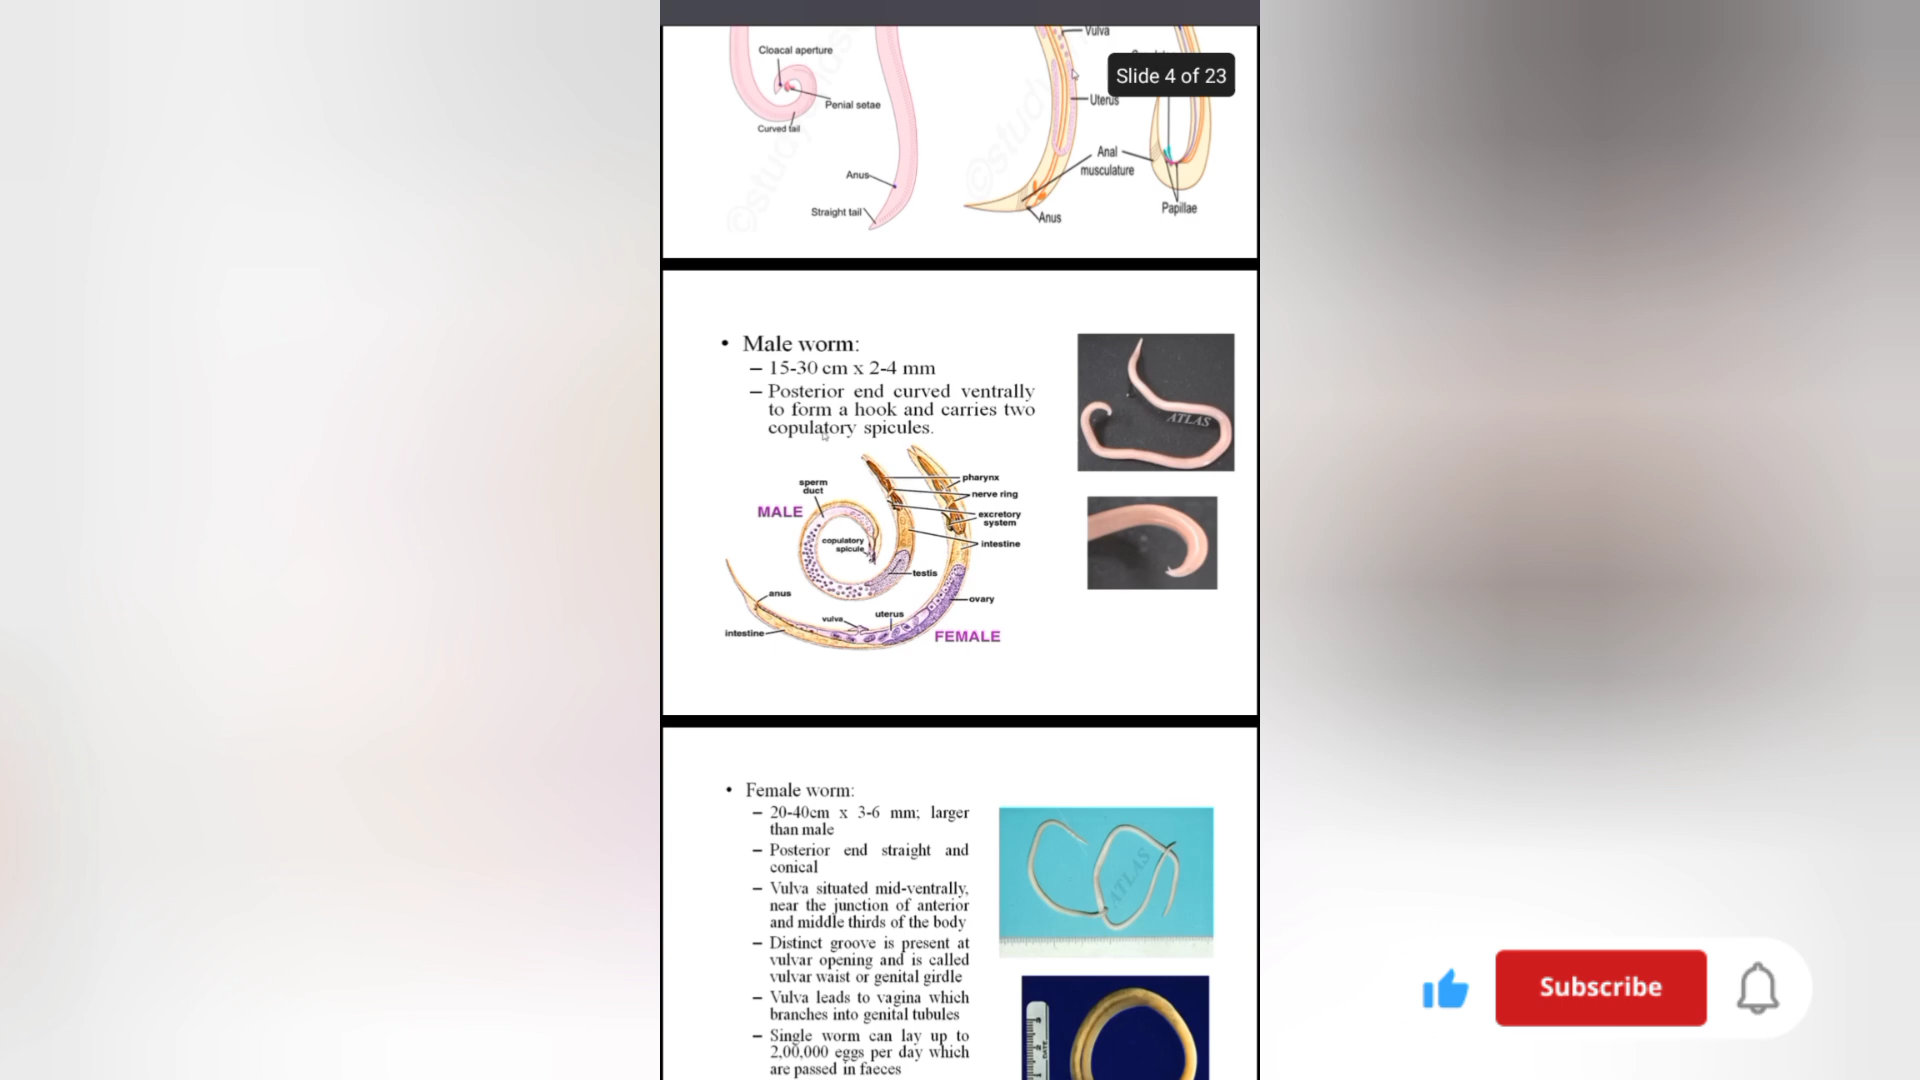 Cloacal aperture
Penial setae
Curved tail
Anus
Straight tail
Vulva
Slide 4 of 23
Uterus
Anal
musculature
Anus
Papillae
• Male worm:
– 15-30 cm x 2-4 mm
– Posterior end curved ventrally
to form a hook and carries two
copulatory spicules.
ATLAS
sperm
duct
MALE
copulatory
spicule
pharynx
nerve ring
excretory
system
intestine
testis
anus
ovary
vulva
uterus
intestine
FEMALE
• Female worm:
– 20-40cm x 3-6 mm; larger
than male
– Posterior end straight and
conical
– Vulva situated mid-ventrally,
near the junction of anterior
and middle thirds of the body
– Distinct groove is present at
vulvar opening and is called
vulvar waist or genital girdle
– Vulva leads to vagina which
branches into genital tubules
– Single worm can lay up to
2,00,000 eggs per day which
are passed in faeces
ATLAS
Subscribe